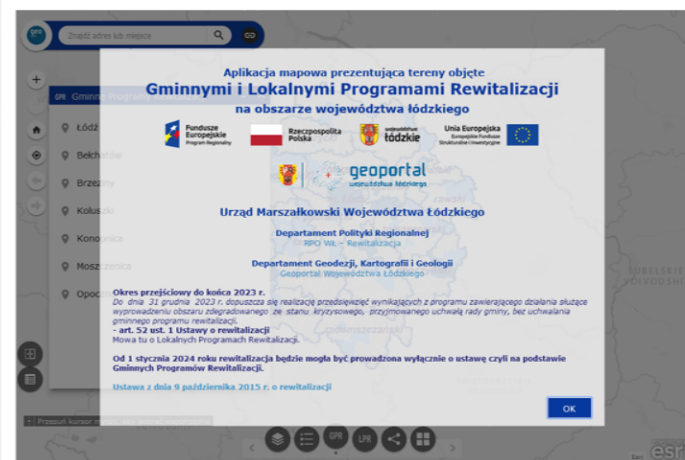 geo
Znajdź adres lub miejsce
Aplikacja mapowa prezentująca tereny objęte
Gminnymi i Lokalnymi Programami Rewitalizacji
na obszarze województwa łódzkiego
Fundusze
Europejskie
Program Regionalny
Rzeczpospolita
Polska
województwo
łódzkie
Unia Europejska
Europejskie Fundusze
Strukturalne i Inwestycyjne
geoportal
województwa łódzkiego
Urząd Marszałkowski Województwa Łódzkiego
Departament Polityki Regionalnej
RPO WŁ - Rewitalizacja
Departament Geodezji, Kartografii i Geologii
Geoportal Województwa Łódzkiego
Okres przejściowy do końca 2023 r.
Do dnia 31 grudnia 2023 r. dopuszcza się realizację przedsięwzięć wynikających z programu zawierającego działania służące
wyprowadzeniu obszaru zdegradowanego ze stanu kryzysowego, przyjmowanego uchwałą rady gminy, bez uchwalania
gminnego programu rewitalizacji.
- art. 52 ust. 1 Ustawy o rewitalizacji
Mowa tu o Lokalnych Programach Rewitalizacji.
Od 1 stycznia 2024 roku rewitalizacja będzie mogła być prowadzona wyłącznie o ustawę czyli na podstawie
Gminnych Programów Rewitalizacji.
Ustawa z dnia 9 października 2015 r. o rewitalizacji
OK
GPR Gminne Programy
Łódź
Bełchatów
Brzeziny
Koluszki
Konopnica
Moszczenica
Opoczno
Przesuń kursor
GPR
LPR
LUBELSKIE
Esri
esri